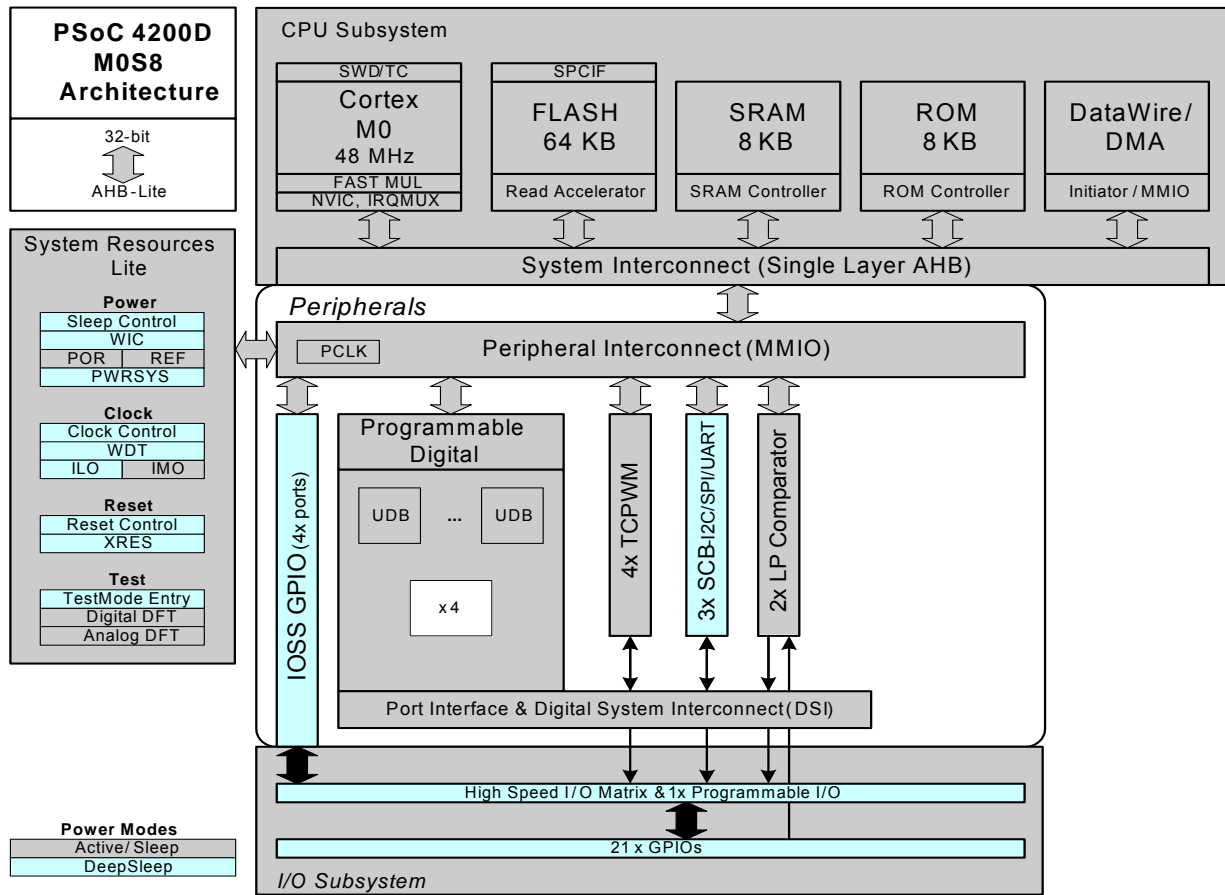 PSoC 4200D
M0S8
Architecture
32-bit
AHB-Lite
CPU Subsystem
SWD/TC
Cortex
M0
48 MHz
FAST MUL
NVIC, IRQMUX
SPCIF
FLASH
64 KB
Read Accelerator
SRAM
8 KB
SRAM Controller
ROM
8 KB
ROM Controller
DataWire/
DMA
Initiator / MMIO
System Interconnect (Single Layer AHB)
System Resources
Lite
Power
Sleep Control
WIC
POR REF
PWRSYS
Clock
Clock Control
WDT
ILO IMO
Reset
Reset Control
XRES
Test
TestMode Entry
Digital DFT
Analog DFT
Peripherals
PCLK
Peripheral Interconnect (MMIO)
IOSS GPIO (4x ports)
Programmable
Digital
UDB ... UDB
x 4
4x TCPWM
3x SCB-I2C/SPI/UART
2x LP Comparator
Port Interface & Digital System Interconnect (DSI)
High Speed I/O Matrix & 1x Programmable I/O
21 x GPIOs
I/O Subsystem
Power Modes
Active/ Sleep
DeepSleep